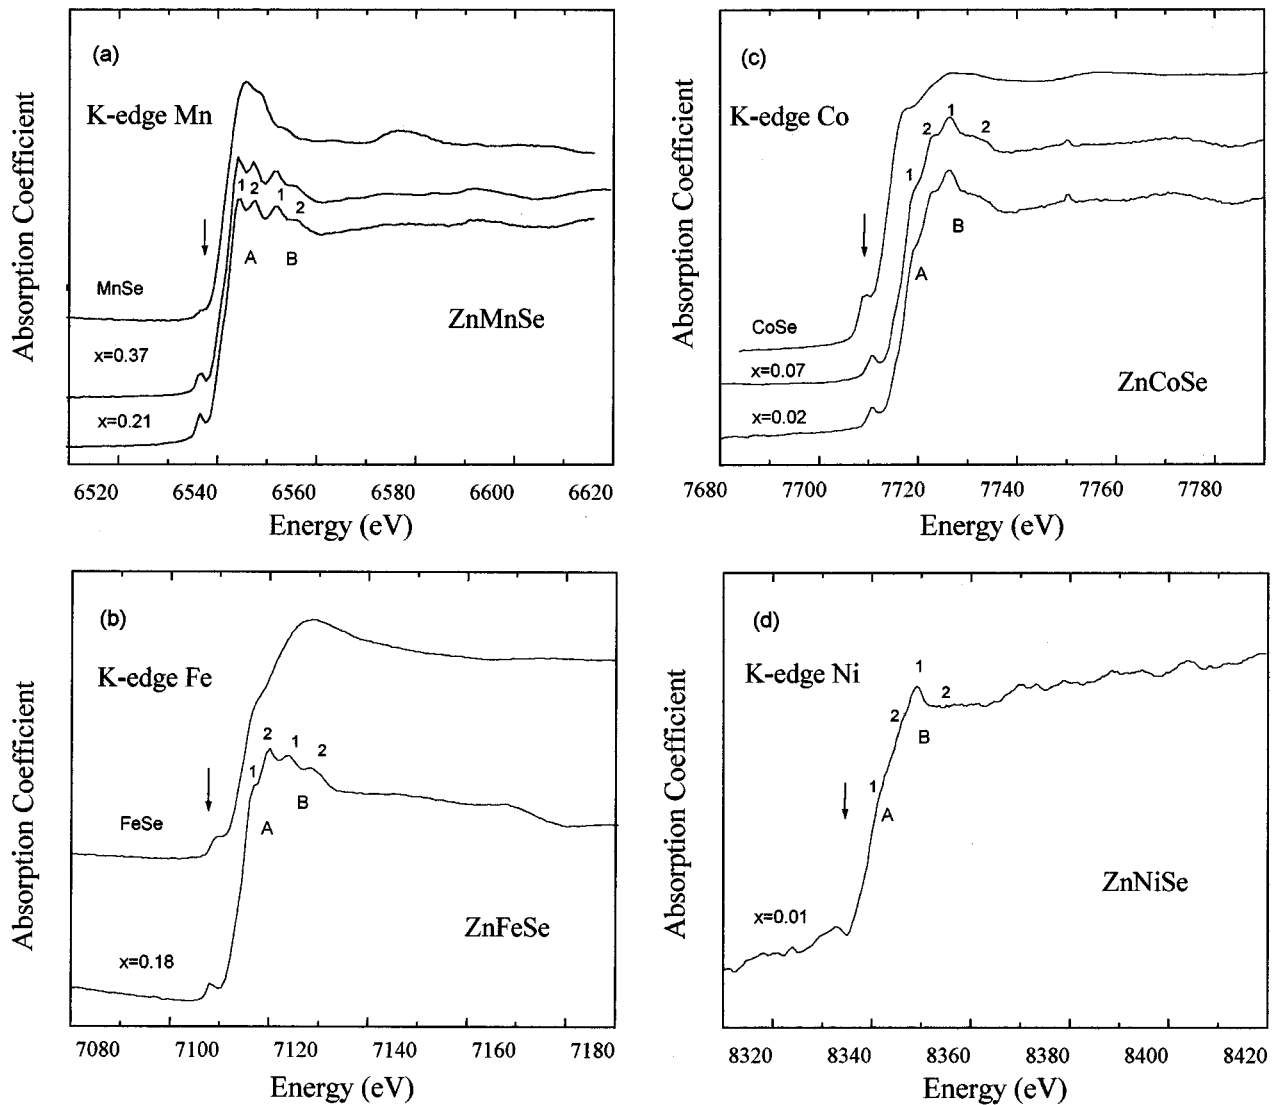 (a)
K-edge Mn
1 2 1 2
A B
MnSe
x=0.37
x=0.21
ZnMnSe
6520 6540 6560 6580 6600 6620
Energy (eV)
Absorption Coefficient
(c)
K-edge Co
1
2 2
1
B
A
CoSe
x=0.07
x=0.02
ZnCoSe
7680 7700 7720 7740 7760 7780
Energy (eV)
Absorption Coefficient
(b)
K-edge Fe
2 1 2
1
B
A
FeSe
x=0.18
ZnFeSe
7080 7100 7120 7140 7160 7180
Energy (eV)
Absorption Coefficient
(d)
K-edge Ni
1
2 2
B
1
A
x=0.01
ZnNiSe
8320 8340 8360 8380 8400 8420
Energy (eV)
Absorption Coefficient